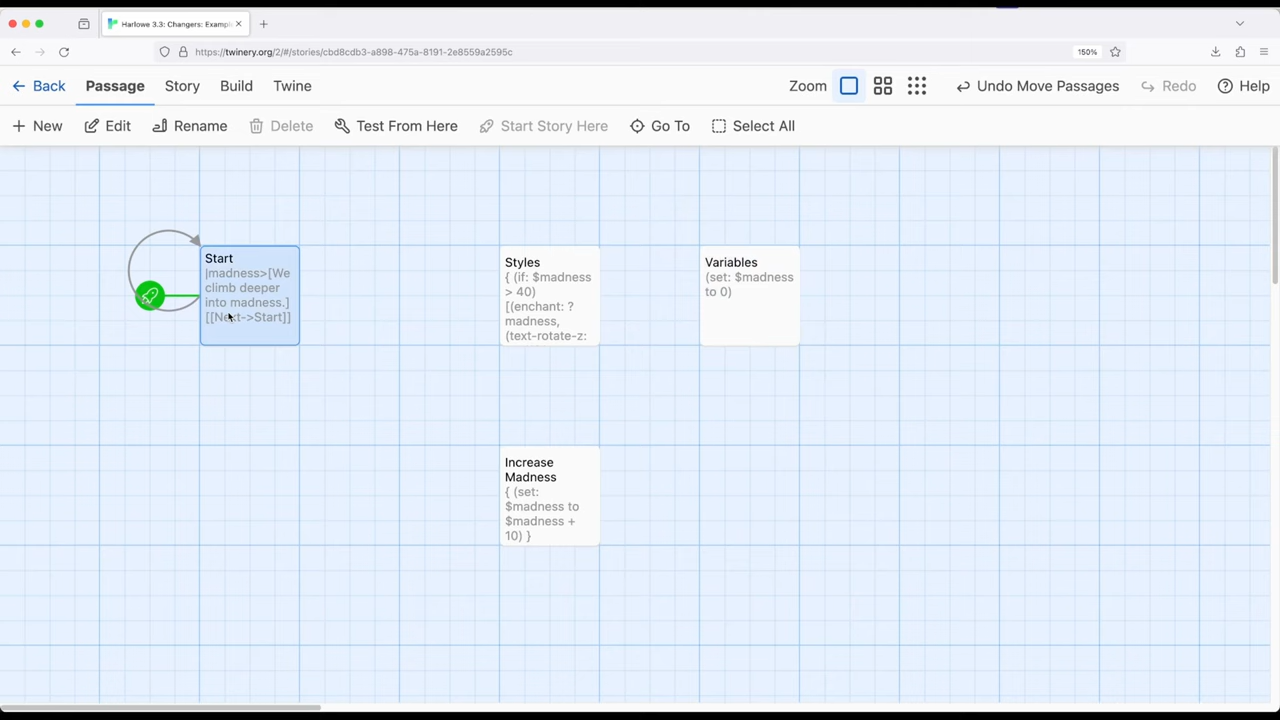 Harlowe 3.3: Changers: Exampl
https://twinery.org/2/#/stories/cbd8cdb3-a898-475a-8191-2e8559a2595c
150%
Back Passage Story Build Twine Zoom Undo Move Passages Redo Help
New Edit Rename Delete Test From Here Start Story Here Go To Select All
Start
|madness>[We
climb deeper
into madness.]
[[Next->Start]]
Styles
{ (if: $madness
> 40)
[(enchant: ?
madness,
(text-rotate-z:
Variables
(set: $madness
to 0)
Increase
Madness
{ (set:
$madness to
$madness +
10) }